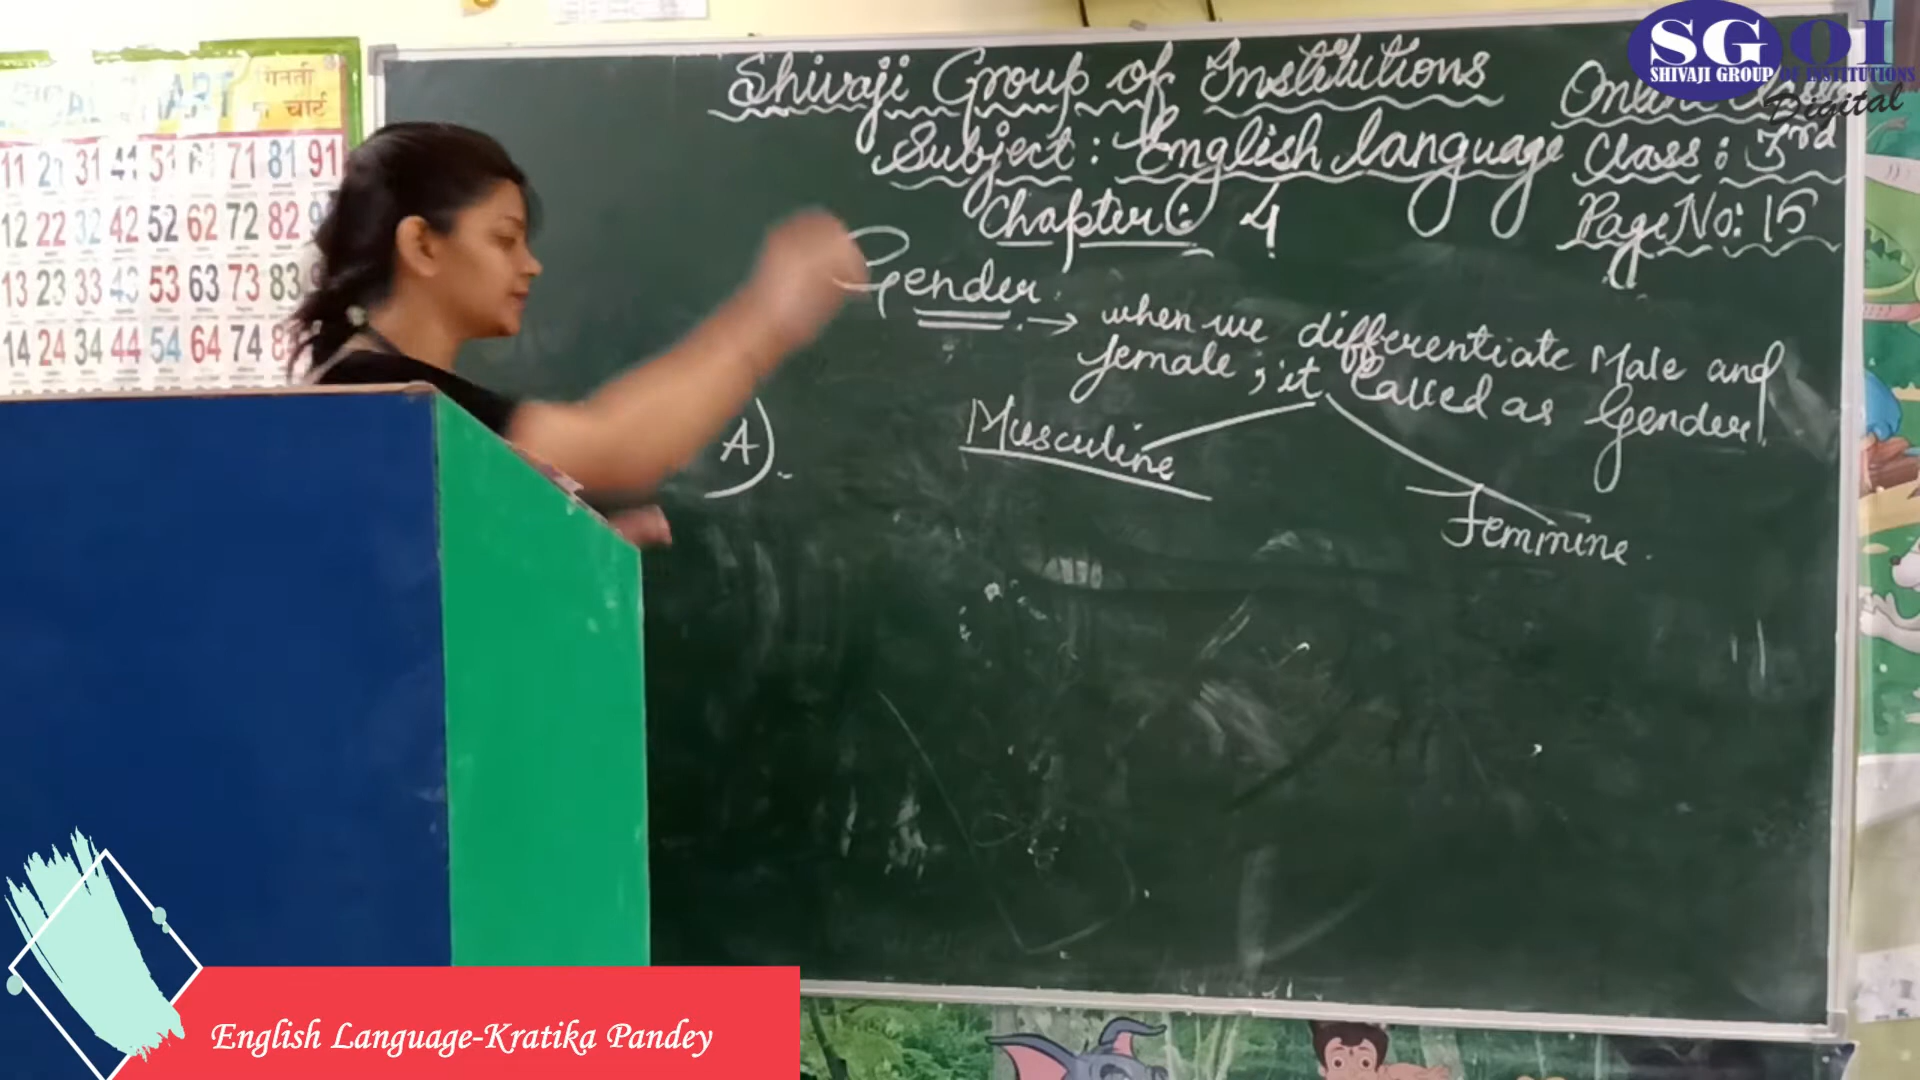 Shivaji Group of Institutions
Online
Subject : English language
Class : 3rd
Chapter : 4
Page No: 15
Gender
→ when we differentiate Male and
female ; it called as Gender.
A)
Musculine
Feminine
SGOI
SHIVAJI GROUP OF INSTITUTIONS
Digital
गिनती
चार्ट
11 21 31 41 51 61 71 81 91
12 22 32 42 52 62 72 82
13 23 33 43 53 63 73 83
14 24 34 44 54 64 74
English Language-Kratika Pandey